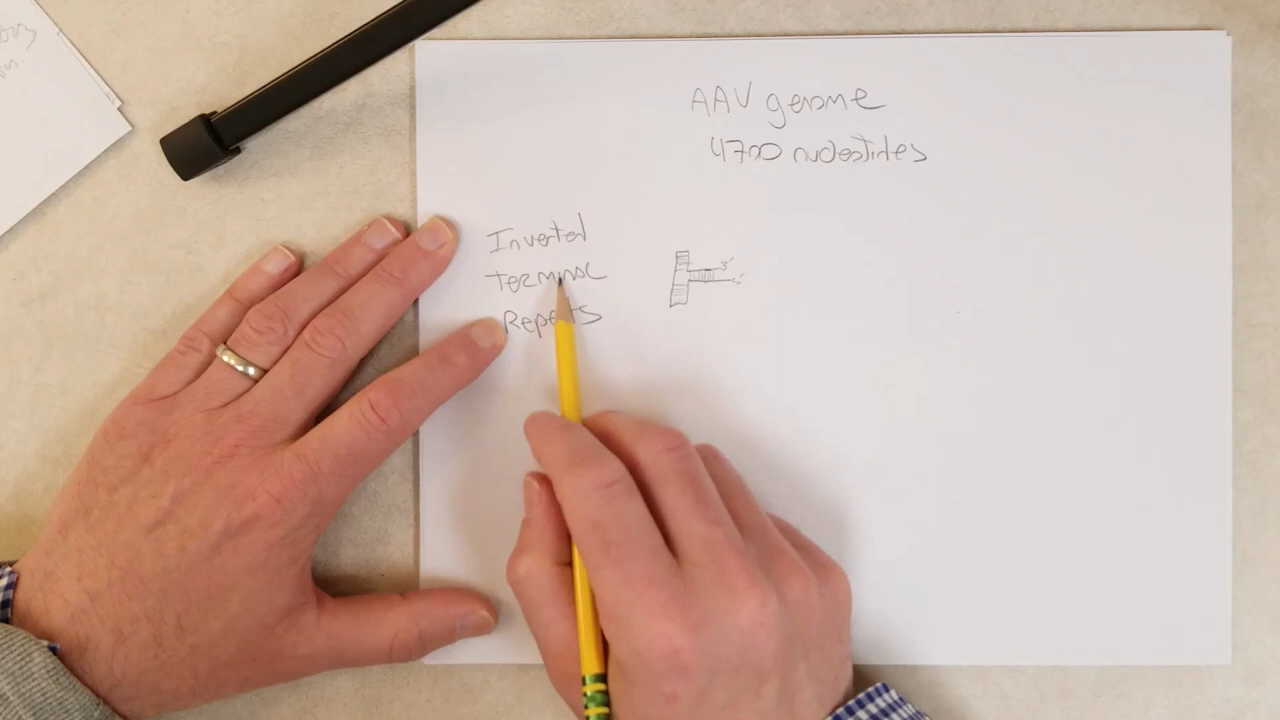 AAV genome
4700 nucleotides
Inverted
Terminal
Repeats
3'
5'